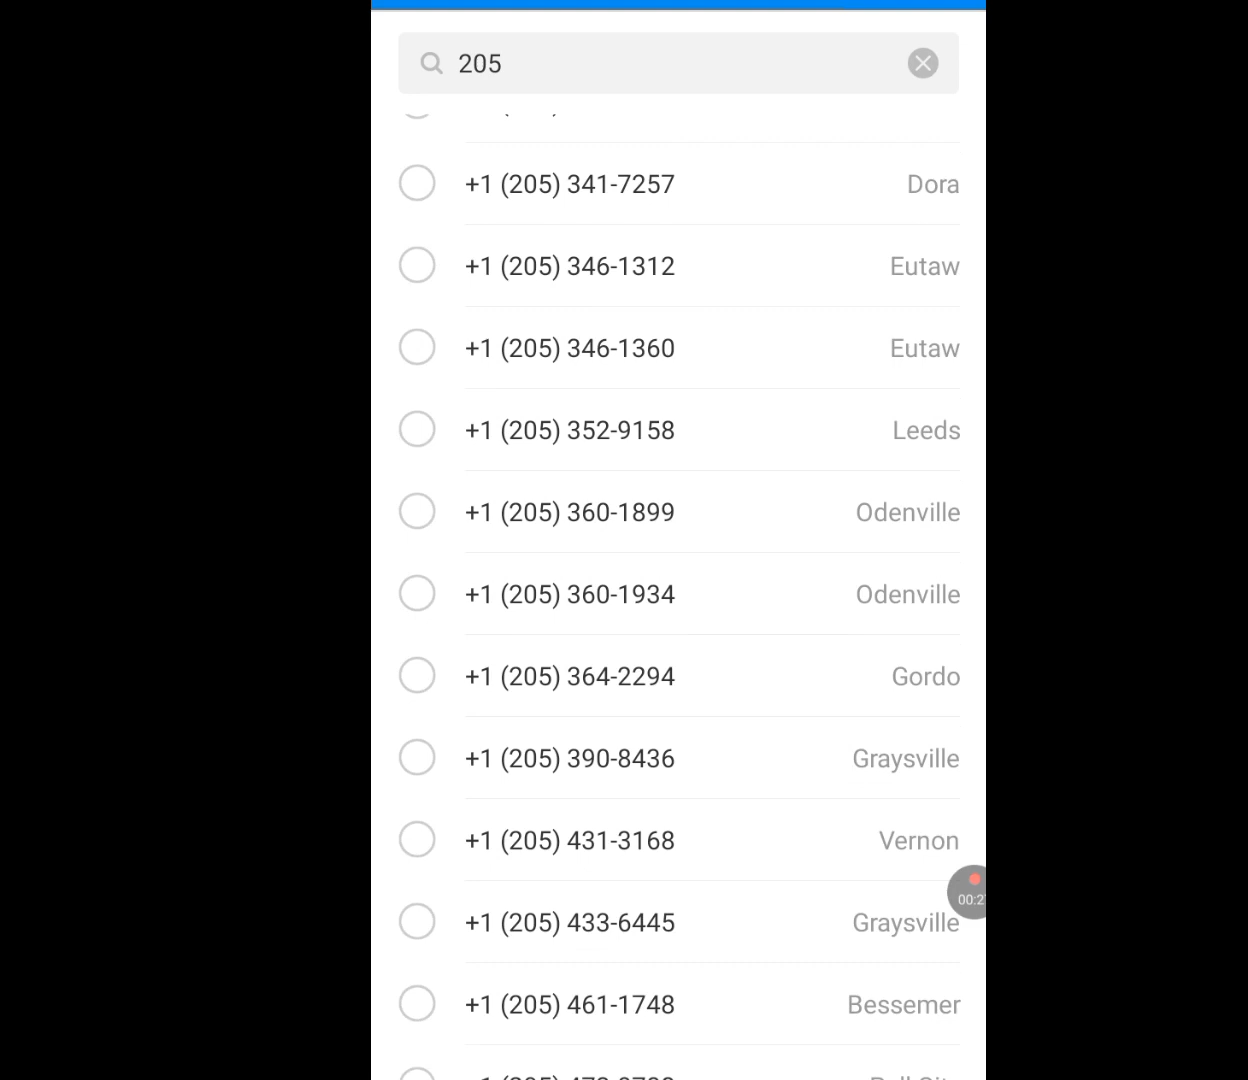 205
+1 (205) 341-7257 Dora
+1 (205) 346-1312 Eutaw
+1 (205) 346-1360 Eutaw
+1 (205) 352-9158 Leeds
+1 (205) 360-1899 Odenville
+1 (205) 360-1934 Odenville
+1 (205) 364-2294 Gordo
+1 (205) 390-8436 Graysville
+1 (205) 431-3168 Vernon
00:2
+1 (205) 433-6445 Graysville
+1 (205) 461-1748 Bessemer